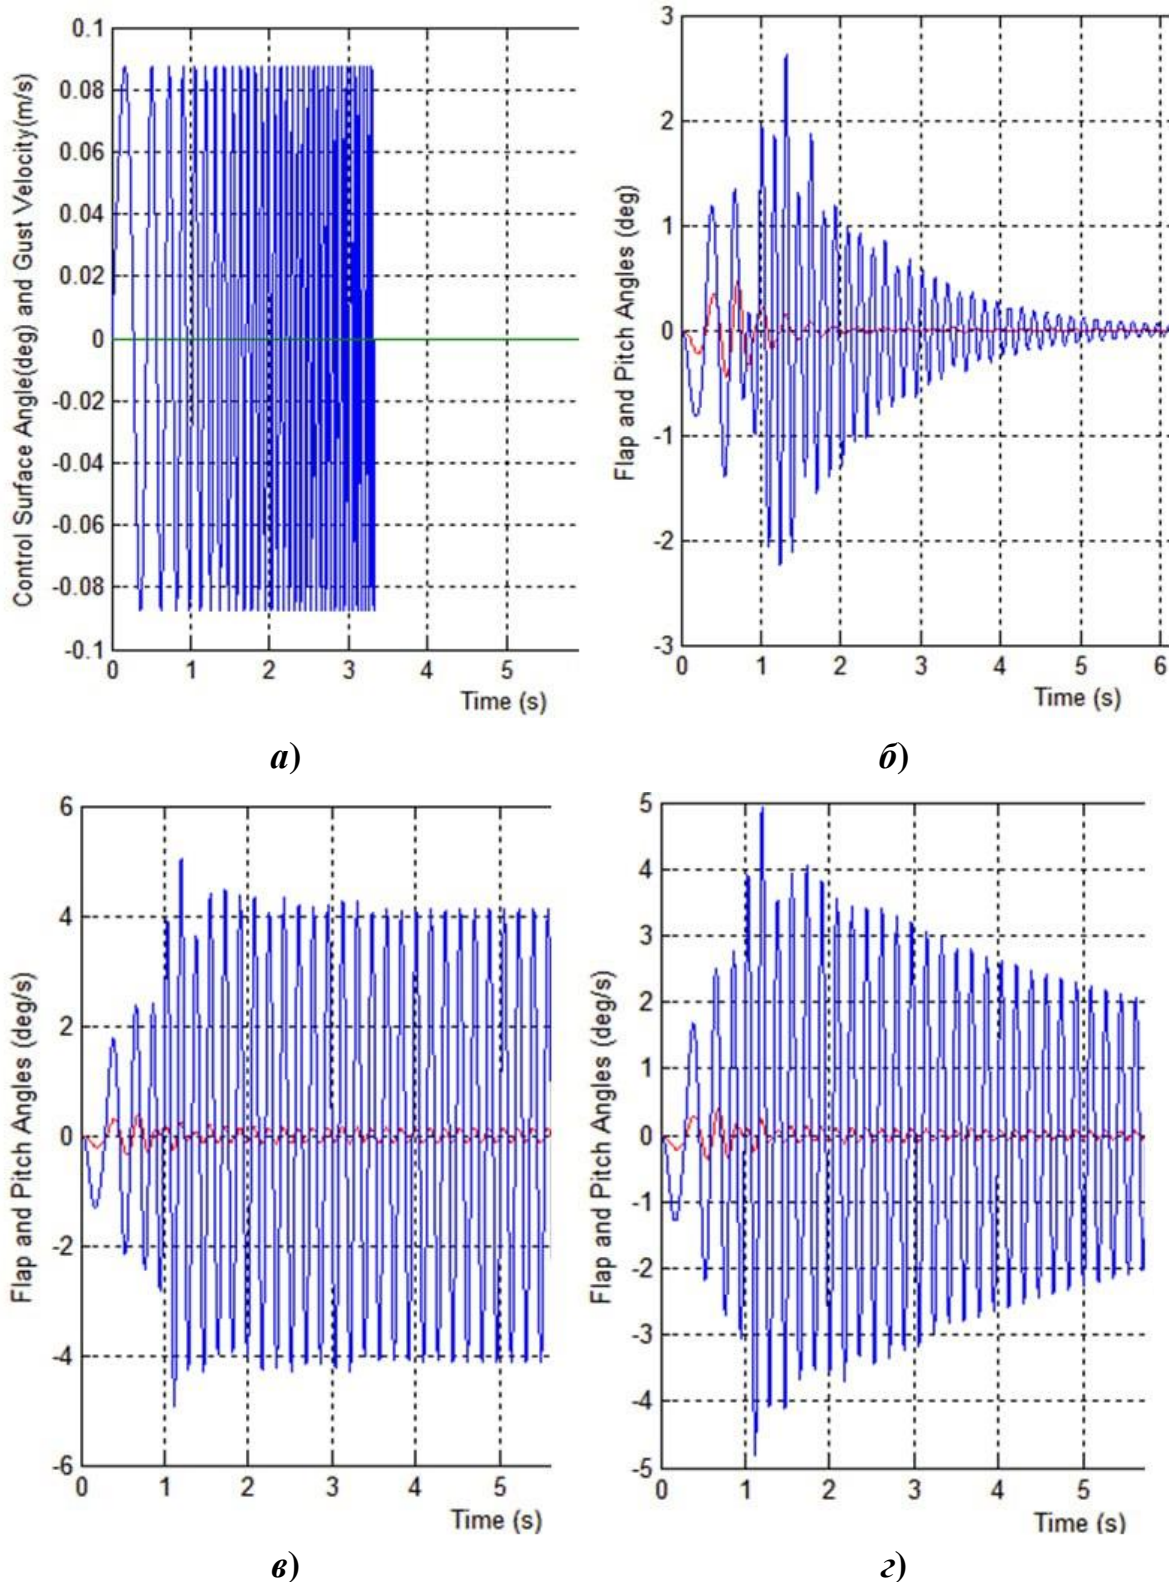 Control Surface Angle(deg) and Gust Velocity(m/s)
0.1
0.08
0.06
0.04
0.02
0
-0.02
-0.04
-0.06
-0.08
-0.1
0 1 2 3 4 5
Time (s)
а)
Flap and Pitch Angles (deg)
3
2
1
0
-1
-2
-3
0 1 2 3 4 5 6
Time (s)
б)
Flap and Pitch Angles (deg/s)
6
4
2
0
-2
-4
-6
0 1 2 3 4 5
Time (s)
в)
Flap and Pitch Angles (deg/s)
5
4
3
2
1
0
-1
-2
-3
-4
-5
0 1 2 3 4 5
Time (s)
г)